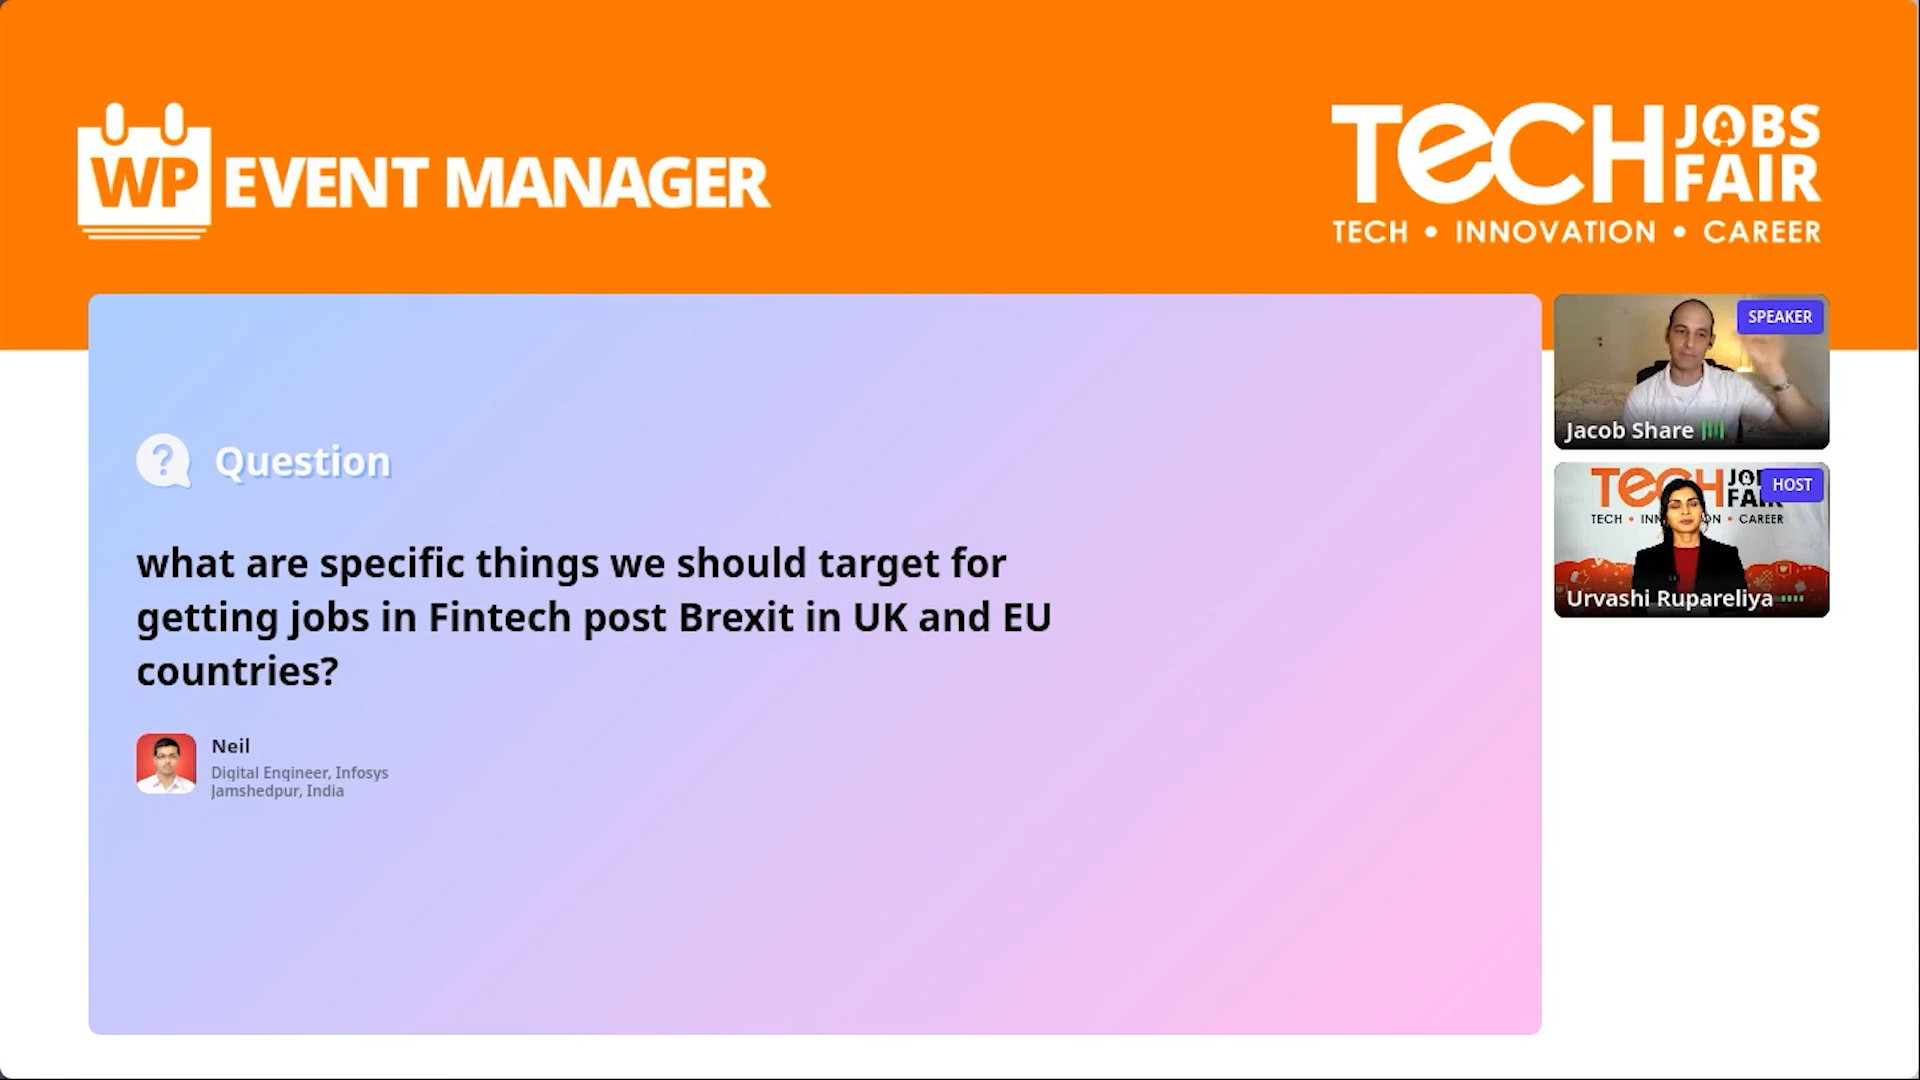 WP EVENT MANAGER
TECH JOBS FAIR
TECH • INNOVATION • CAREER
Question
what are specific things we should target for
getting jobs in Fintech post Brexit in UK and EU
countries?
Neil
Digital Engineer, Infosys
Jamshedpur, India
SPEAKER
Jacob Share
HOST
Urvashi Rupareliya